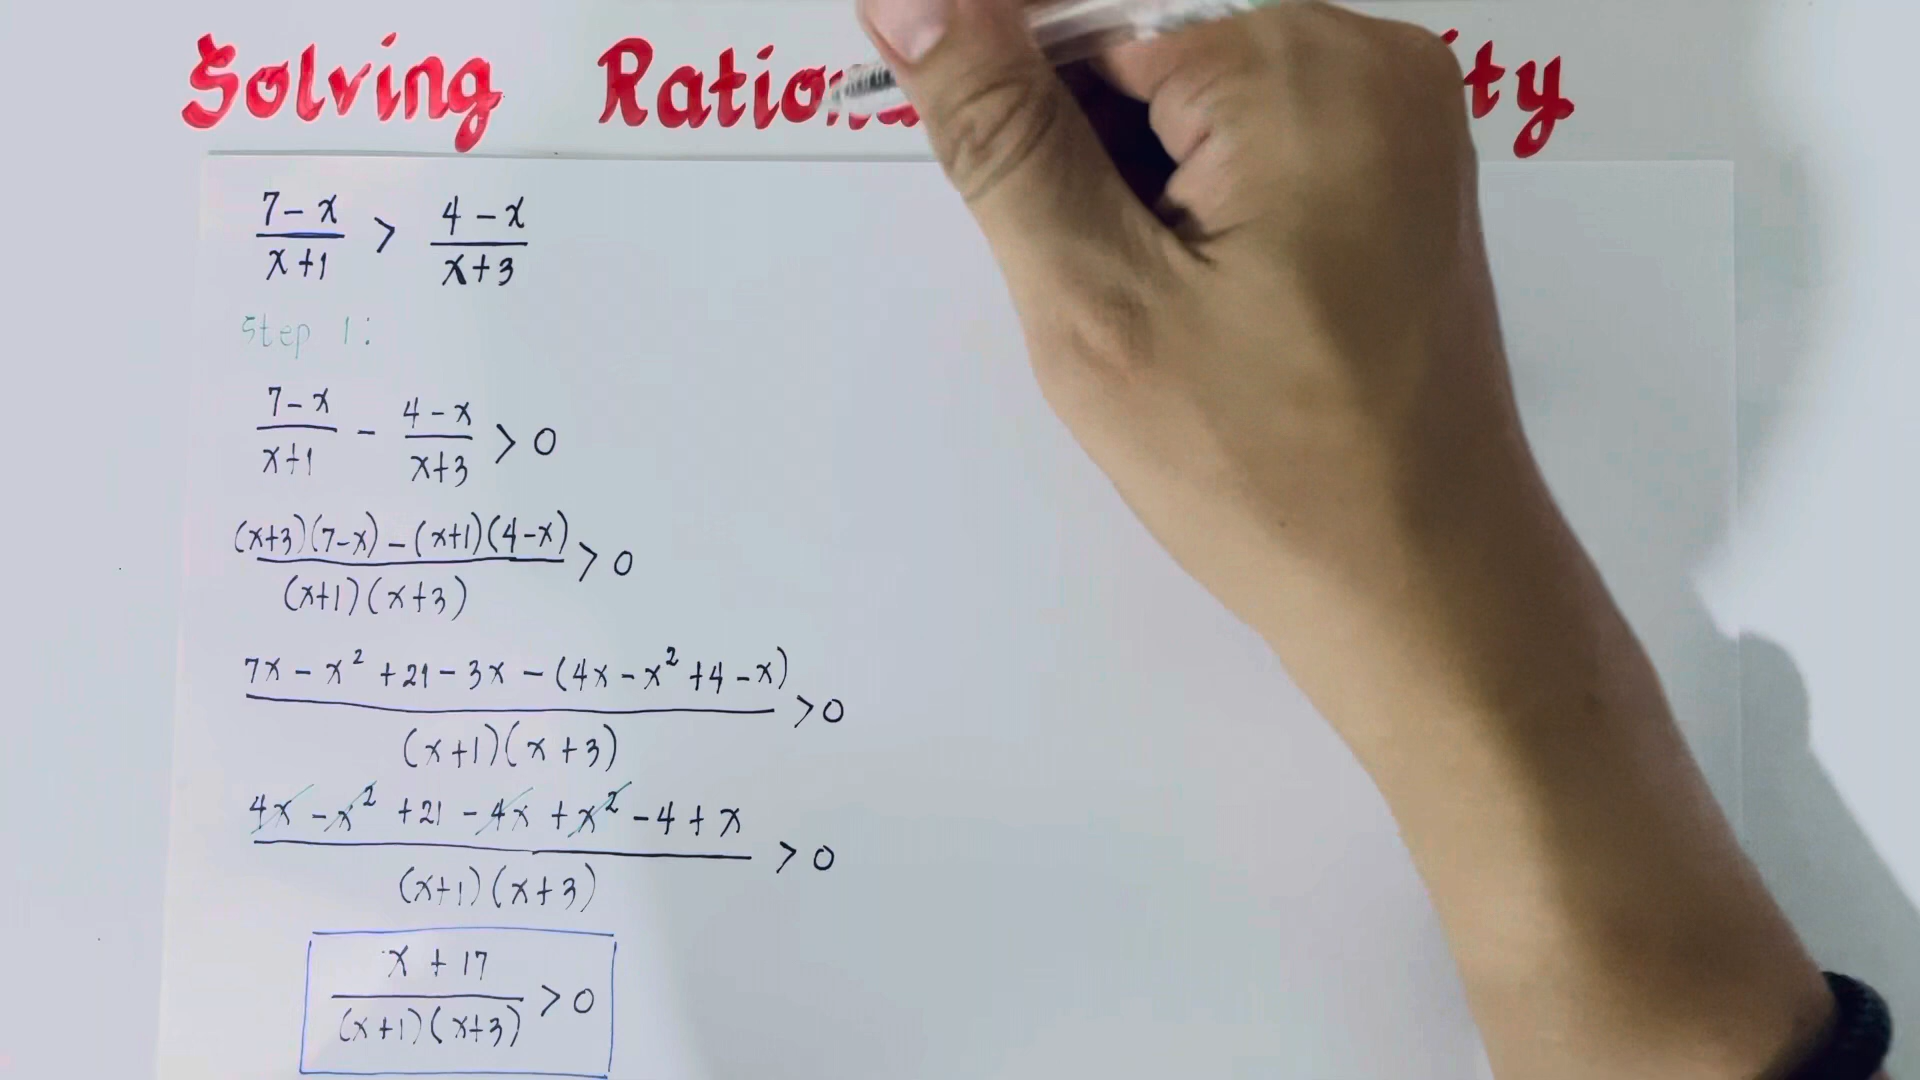 Solving Ratio
7-x / x+1 > 4-x / x+3
Step 1:
7-x / x+1 - 4-x / x+3 > 0
(x+3)(7-x) - (x+1)(4-x) / (x+1)(x+3) > 0
7x - x² + 21 - 3x - (4x - x² + 4 - x) / (x+1)(x+3) > 0
4x - x² + 21 - 4x + x² - 4 + x / (x+1)(x+3) > 0
x + 17 / (x+1)(x+3) > 0